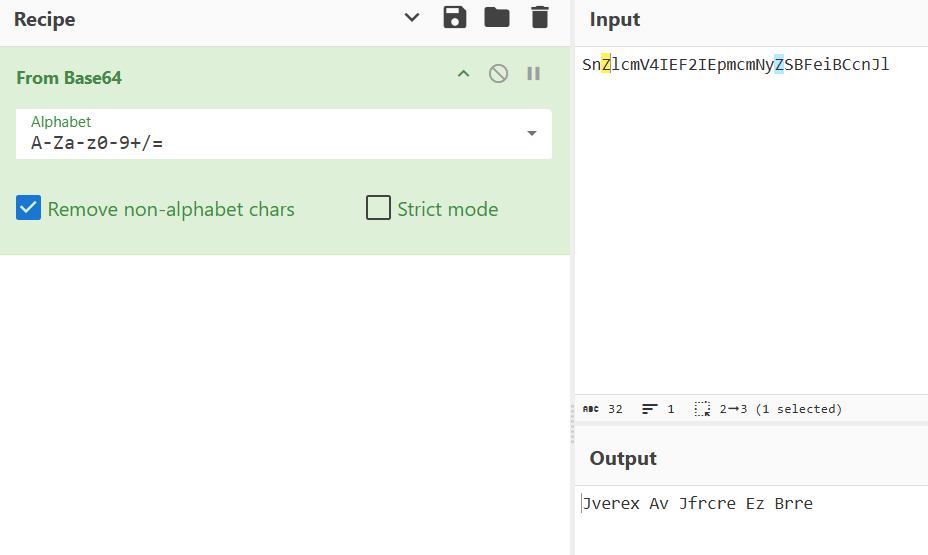 Recipe
From Base64
Alphabet
A-Za-z0-9+/=
Remove non-alphabet chars
Strict mode
Input
SnZlcmV4IEF2IEpmcmNyZSBFeiBCcnJl
ABC 32 1 2→3 (1 selected)
Output
Jverex Av Jfrcre Ez Brre